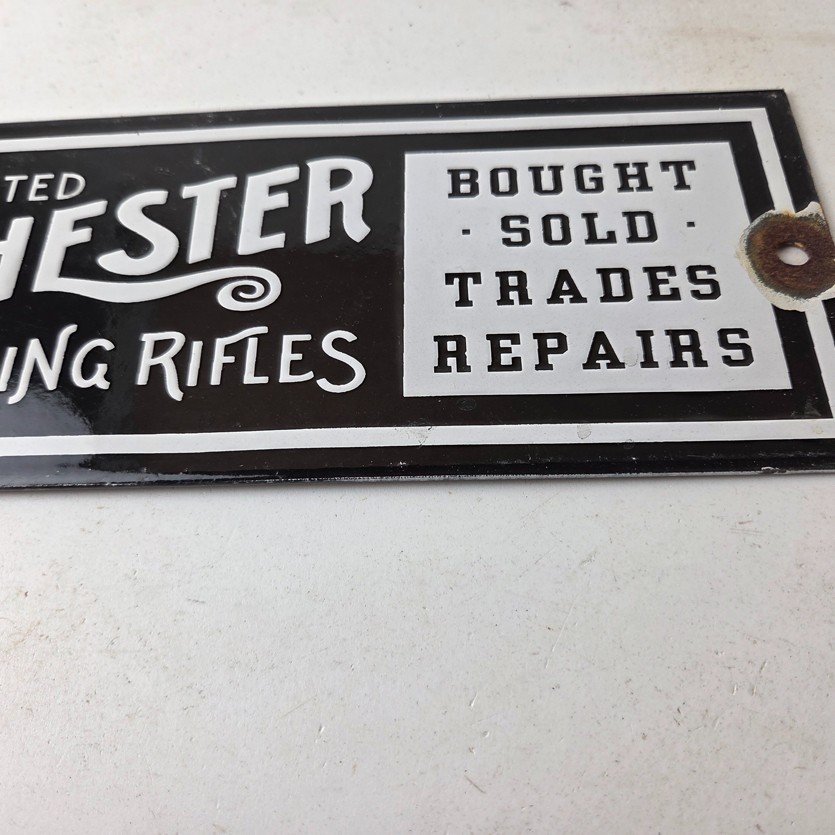 TED
HESTER
ING RIFLES
BOUGHT
· SOLD ·
TRADES
REPAIRS